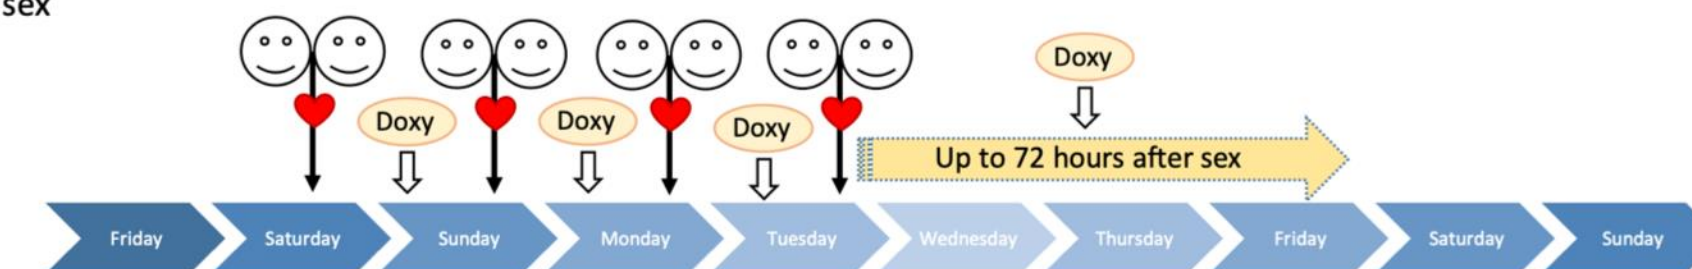 sex
Doxy
Doxy
Doxy
Doxy
Up to 72 hours after sex
Friday
Saturday
Sunday
Monday
Tuesday
Wednesday
Thursday
Friday
Saturday
Sunday